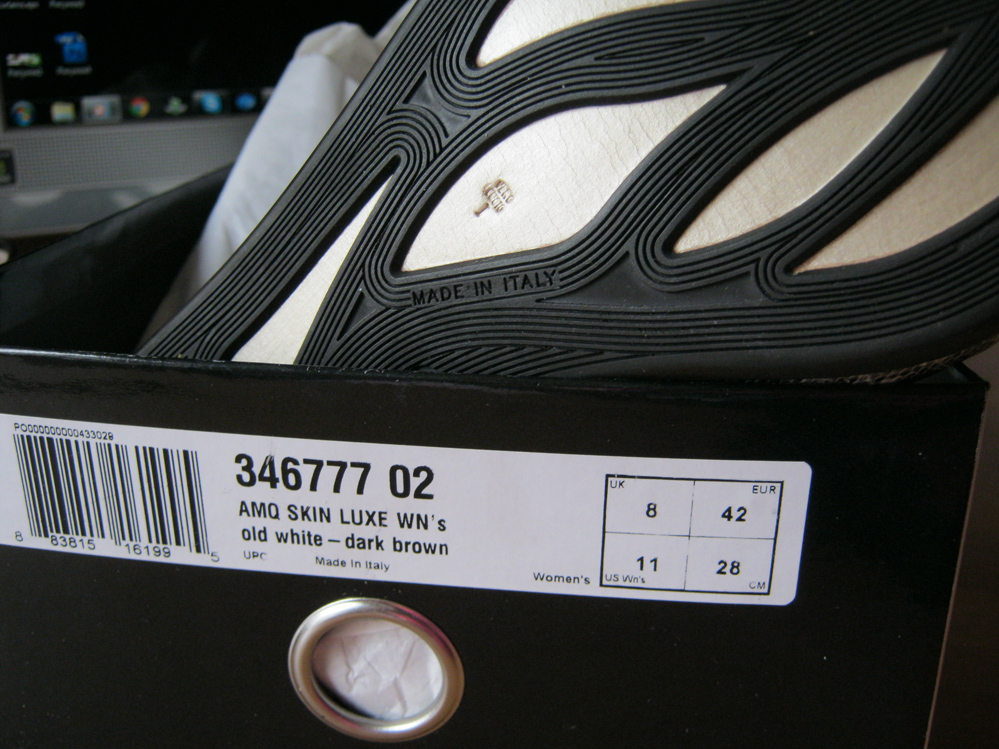 MADE IN ITALY
PO000000000433029
8 83815 16199 5
346777 02
AMQ SKIN LUXE WN's
old white – dark brown
UPC Made In Italy
Women's
UK 8
42 EUR
11 US Wn's
28 CM